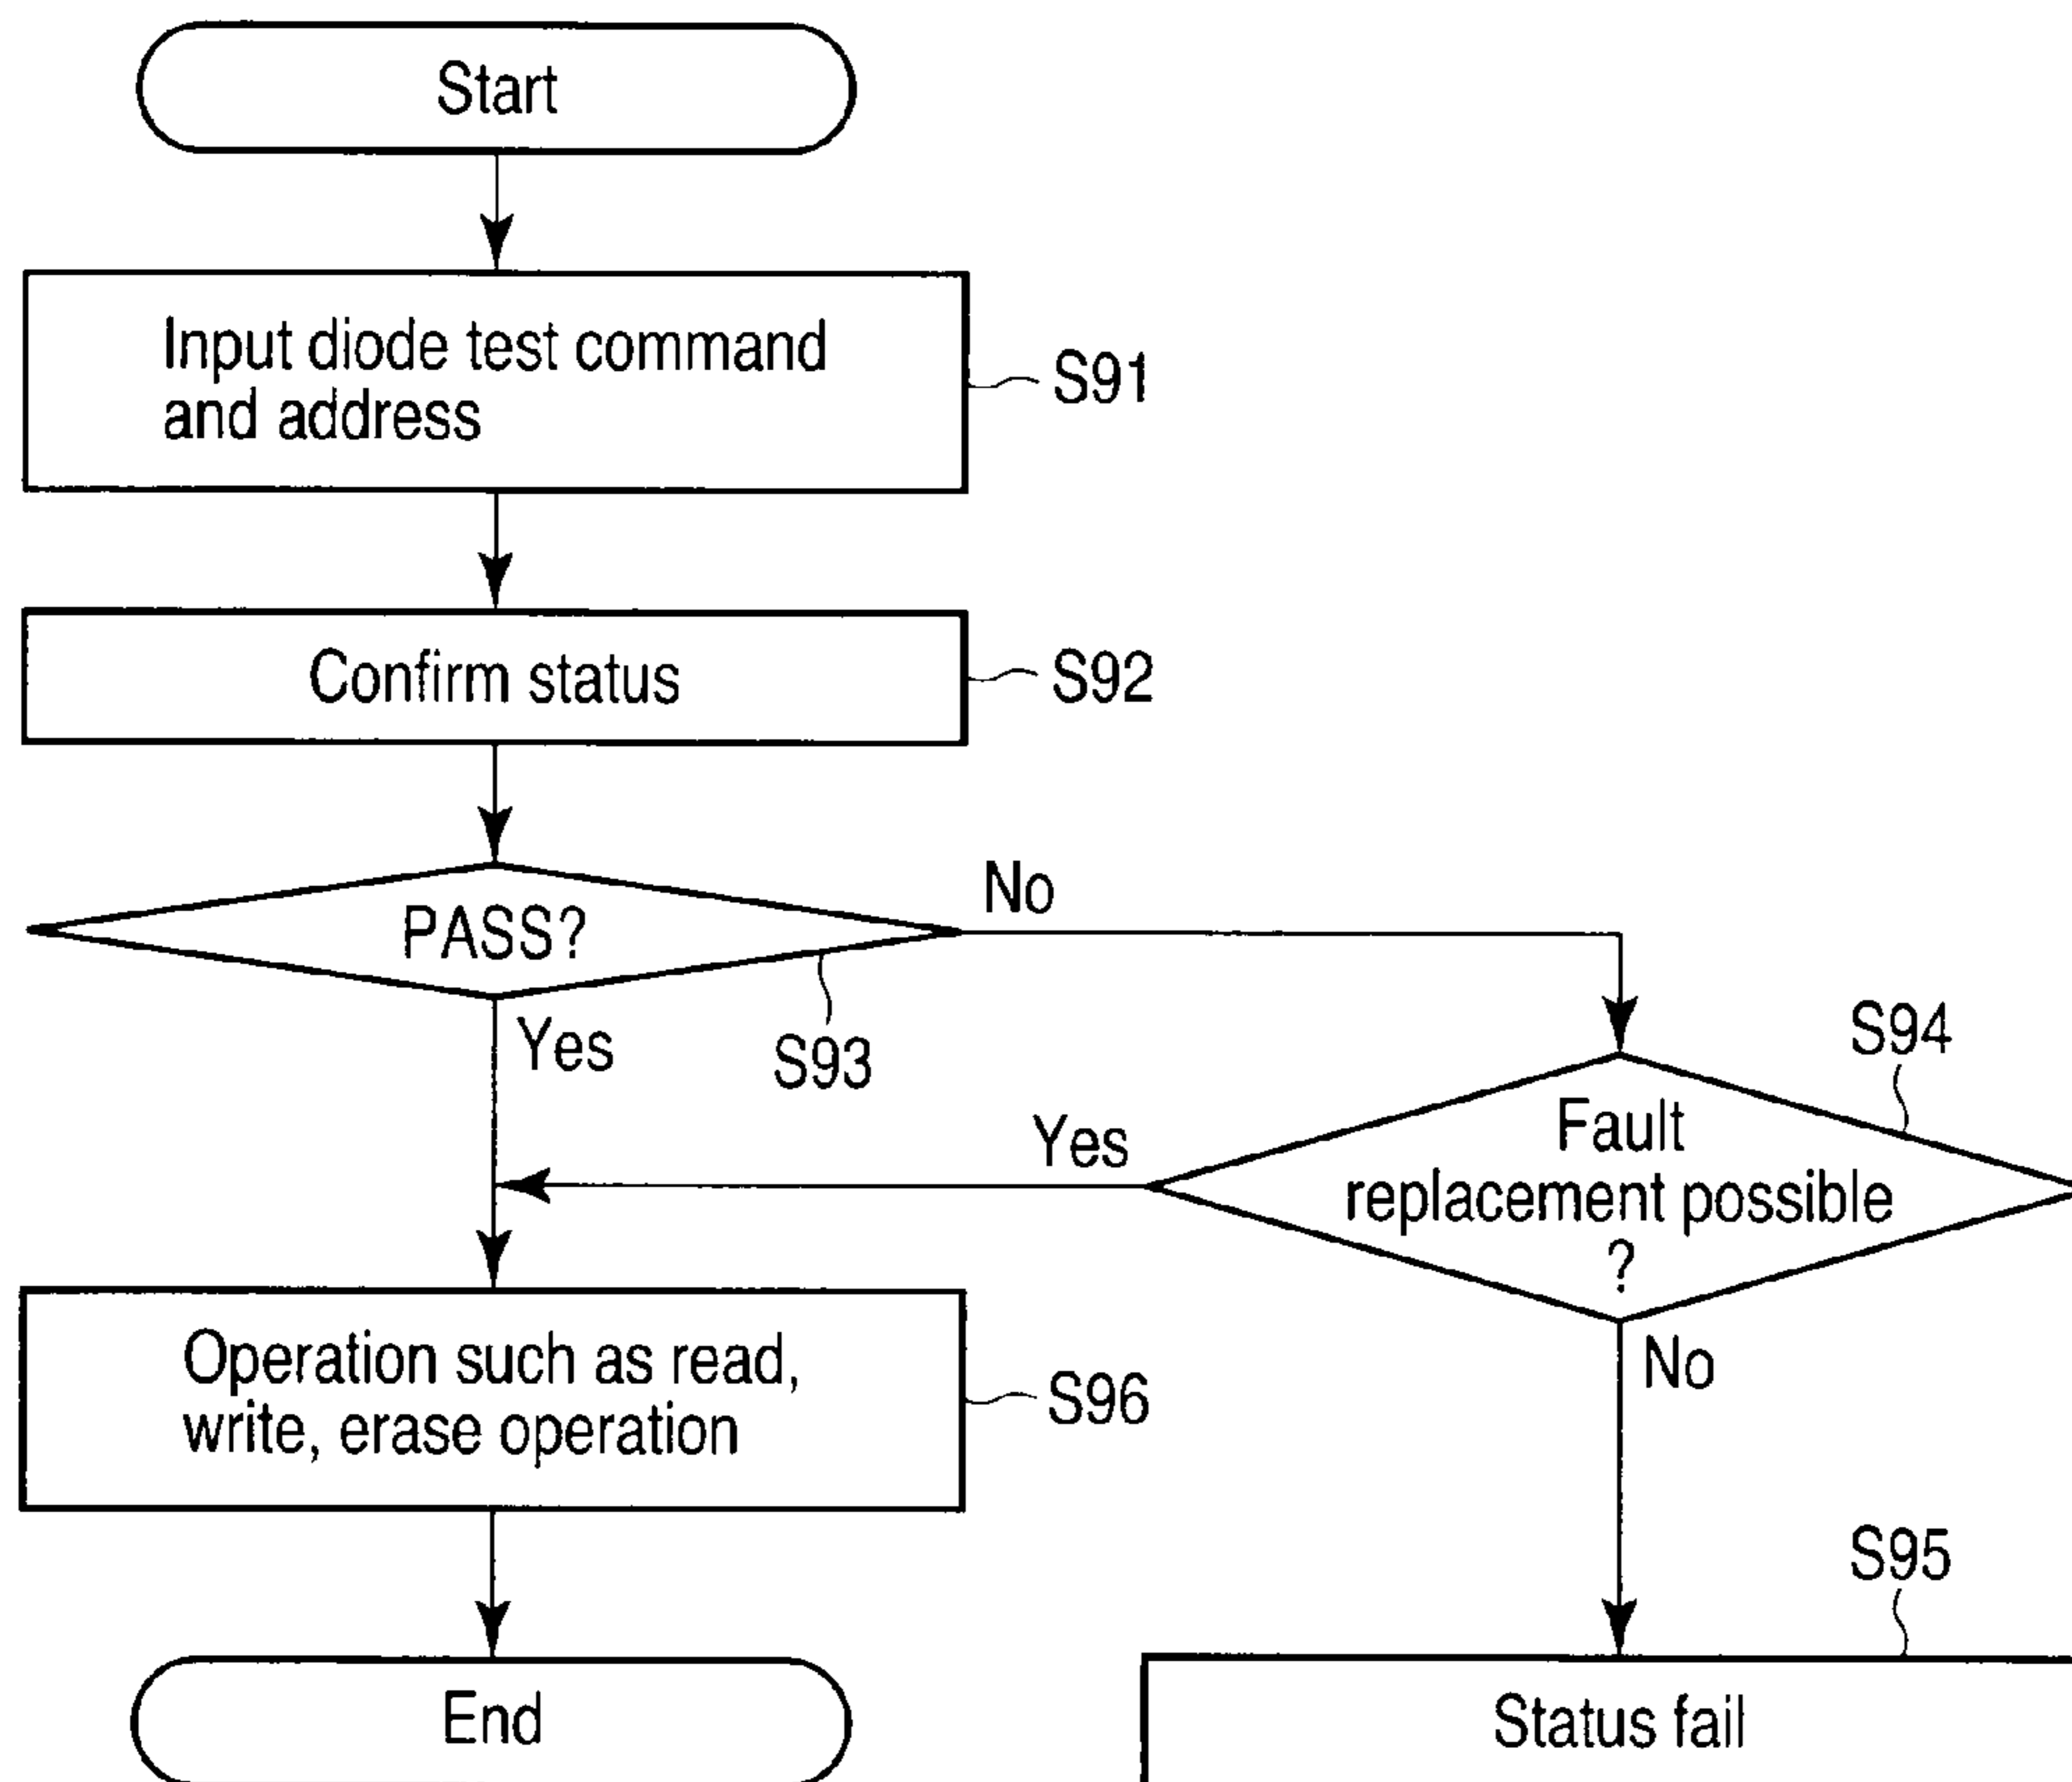 Start
Input diode test command
and address
S91
Confirm status
S92
PASS?
No
Yes
S93
S94
Fault
replacement possible
?
Yes
No
Operation such as read,
write, erase operation
S96
S95
End
Status fail